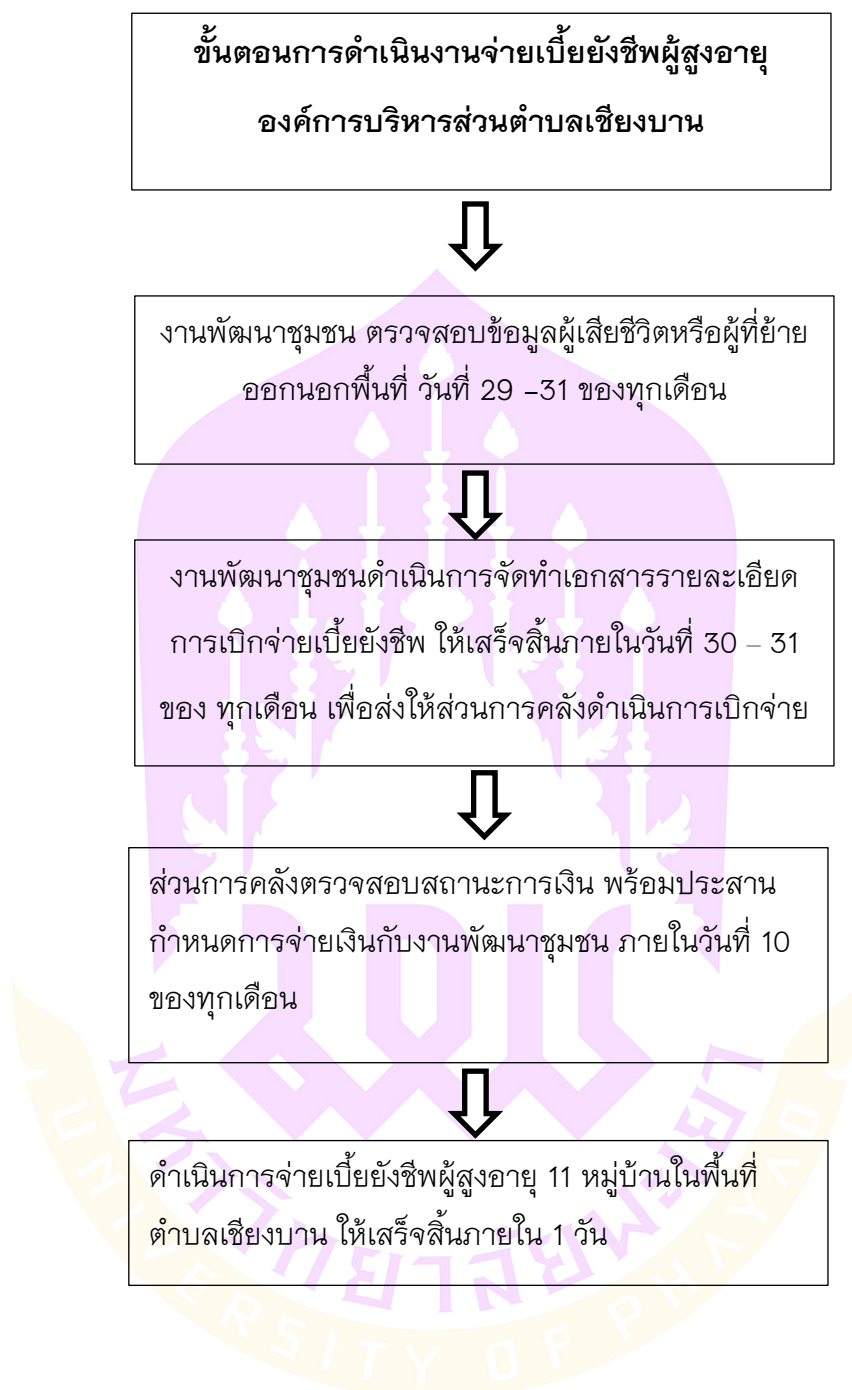 ขั้นตอนการดำเนินงานจ่ายเบี้ยยังชีพผู้สูงอายุ
องค์การบริหารส่วนตำบลเชียงบาน
งานพัฒนาชุมชน ตรวจสอบข้อมูลผู้เสียชีวิตหรือผู้ที่ย้าย
ออกนอกพื้นที่ วันที่ 29 –31 ของทุกเดือน
งานพัฒนาชุมชนดำเนินการจัดทำเอกสารรายละเอียด
การเบิกจ่ายเบี้ยยังชีพ ให้เสร็จสิ้นภายในวันที่ 30 – 31
ของ ทุกเดือน เพื่อส่งให้ส่วนการคลังดำเนินการเบิกจ่าย
ส่วนการคลังตรวจสอบสถานะการเงิน พร้อมประสาน
กำหนดการจ่ายเงินกับงานพัฒนาชุมชน ภายในวันที่ 10
ของทุกเดือน
ดำเนินการจ่ายเบี้ยยังชีพผู้สูงอายุ 11 หมู่บ้านในพื้นที่
ตำบลเชียงบาน ให้เสร็จสิ้นภายใน 1 วัน
มหาวิทยาลัยพะเยา
UNIVERSITY OF PHAYAO